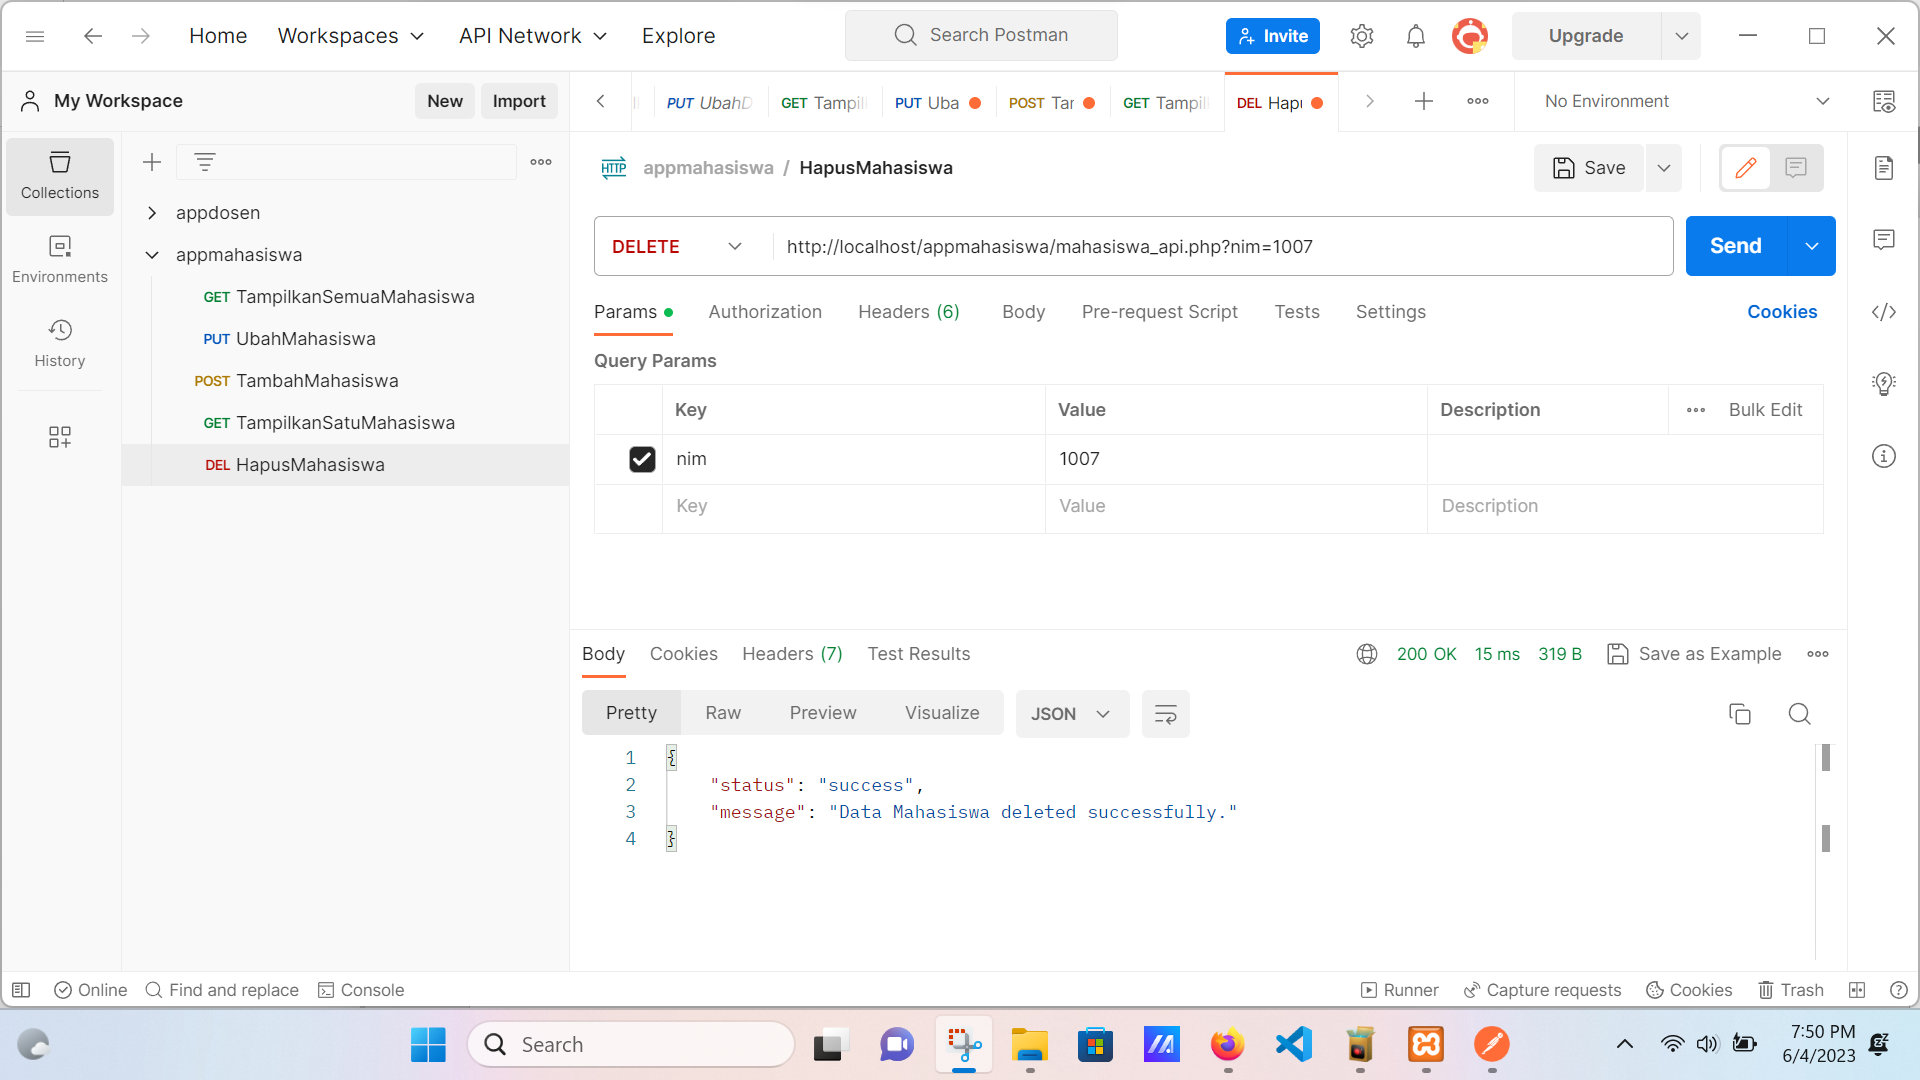 Home
Workspaces
API Network
Explore
Search Postman
Invite
Upgrade
My Workspace
New
Import
PUT UbahD
GET Tampil
PUT Uba
POST Tar
GET Tampil
DEL Hapu
No Environment
Collections
Environments
History
appdosen
appmahasiswa
GET TampilkanSemuaMahasiswa
PUT UbahMahasiswa
POST TambahMahasiswa
GET TampilkanSatuMahasiswa
DEL HapusMahasiswa
HTTP appmahasiswa / HapusMahasiswa
Save
DELETE
http://localhost/appmahasiswa/mahasiswa_api.php?nim=1007
Send
Params
Authorization
Headers (6)
Body
Pre-request Script
Tests
Settings
Cookies
Query Params
Key Value Description Bulk Edit
nim 1007
Key Value Description
Body
Cookies
Headers (7)
Test Results
200 OK 15 ms 319 B
Save as Example
Pretty
Raw
Preview
Visualize
JSON
1 {
2 "status": "success",
3 "message": "Data Mahasiswa deleted successfully."
4 }
Online
Find and replace
Console
Runner
Capture requests
Cookies
Trash
Search
7:50 PM
6/4/2023